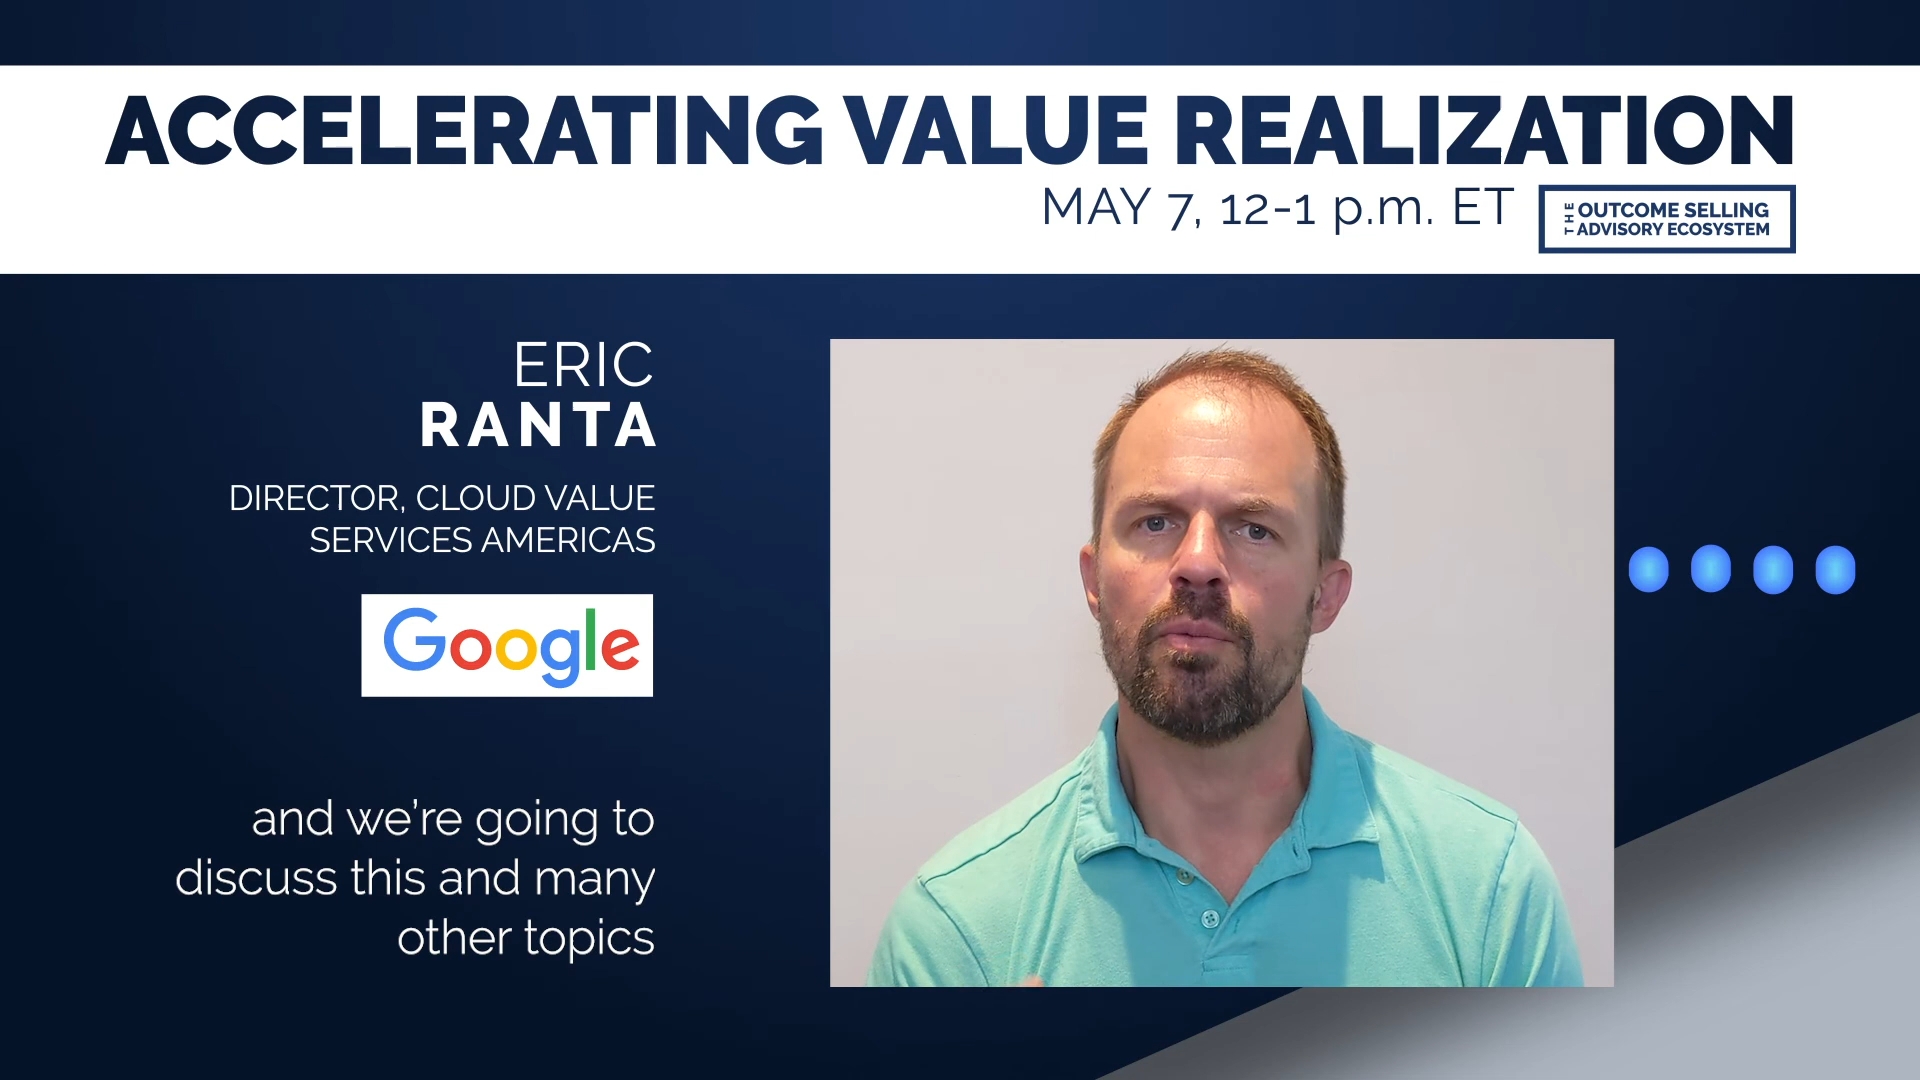 ACCELERATING VALUE REALIZATION
MAY 7, 12-1 p.m. ET
THE OUTCOME SELLING
ADVISORY ECOSYSTEM
ERIC
RANTA
DIRECTOR, CLOUD VALUE
SERVICES AMERICAS
Google
and we're going to
discuss this and many
other topics